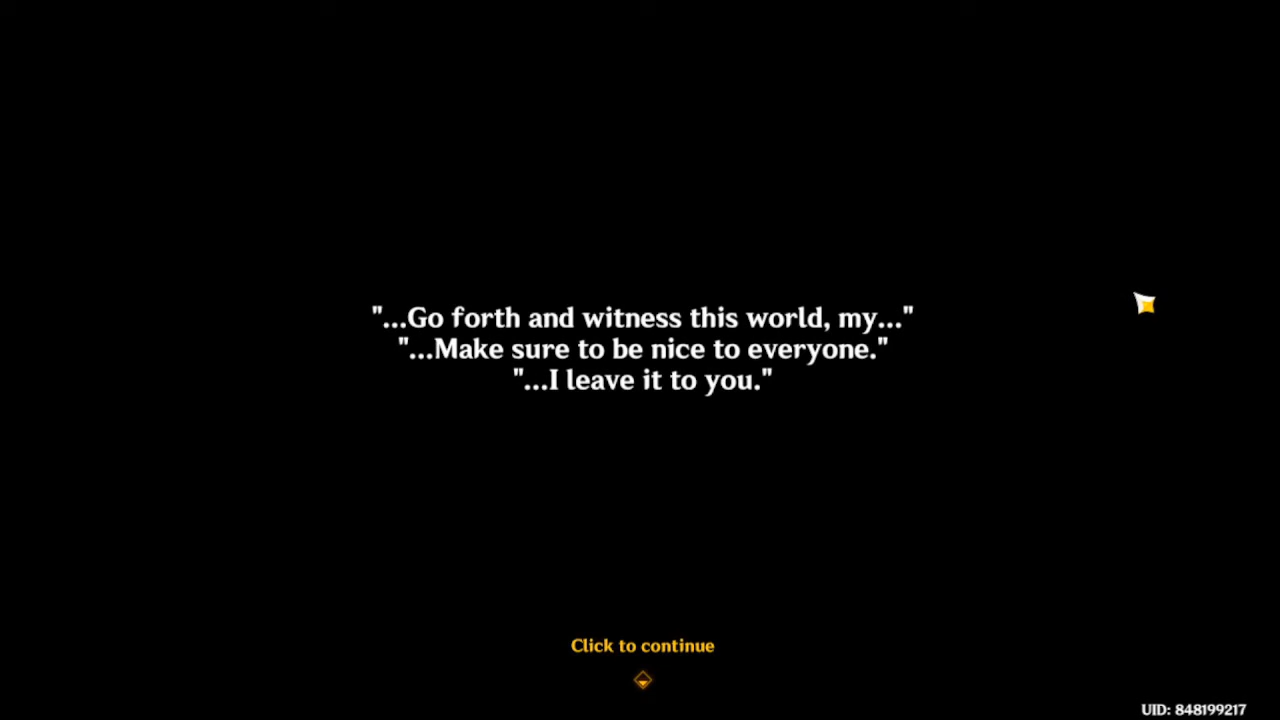 "...Go forth and witness this world, my..."
"...Make sure to be nice to everyone."
"...I leave it to you."
Click to continue
UID: 848199217